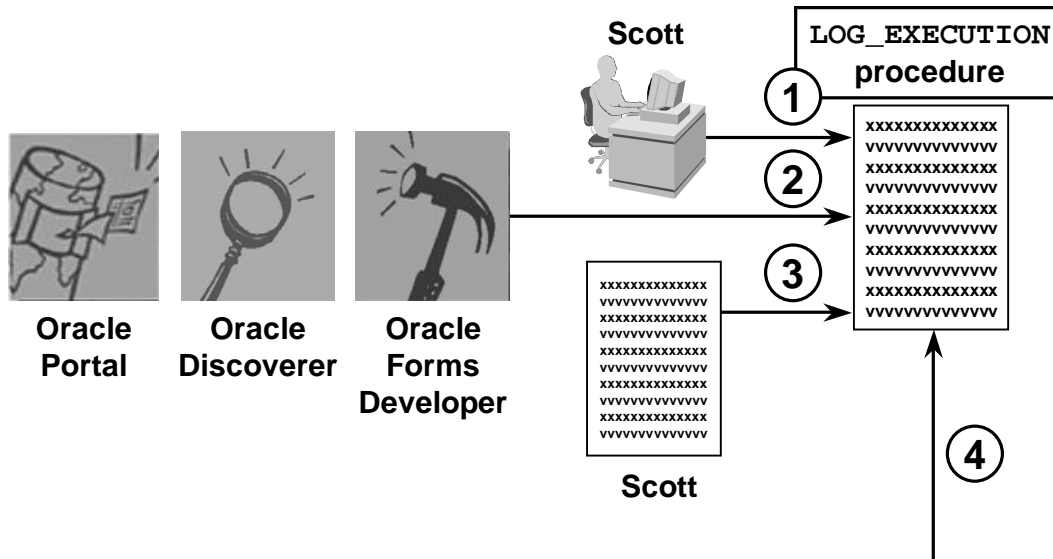 Scott
LOG_EXECUTION
procedure
1
xxxxxxxxxxxxxx
vvvvvvvvvvvvvv
xxxxxxxxxxxxxx
vvvvvvvvvvvvvv
xxxxxxxxxxxxxx
vvvvvvvvvvvvvv
xxxxxxxxxxxxxx
vvvvvvvvvvvvvv
xxxxxxxxxxxxxx
vvvvvvvvvvvvvv
2
3
xxxxxxxxxxxxxx
vvvvvvvvvvvvvv
xxxxxxxxxxxxxx
vvvvvvvvvvvvvv
xxxxxxxxxxxxxx
vvvvvvvvvvvvvv
xxxxxxxxxxxxxx
vvvvvvvvvvvvvv
xxxxxxxxxxxxxx
vvvvvvvvvvvvvv
Scott
Oracle
Portal
Oracle
Discoverer
Oracle
Forms
Developer
4